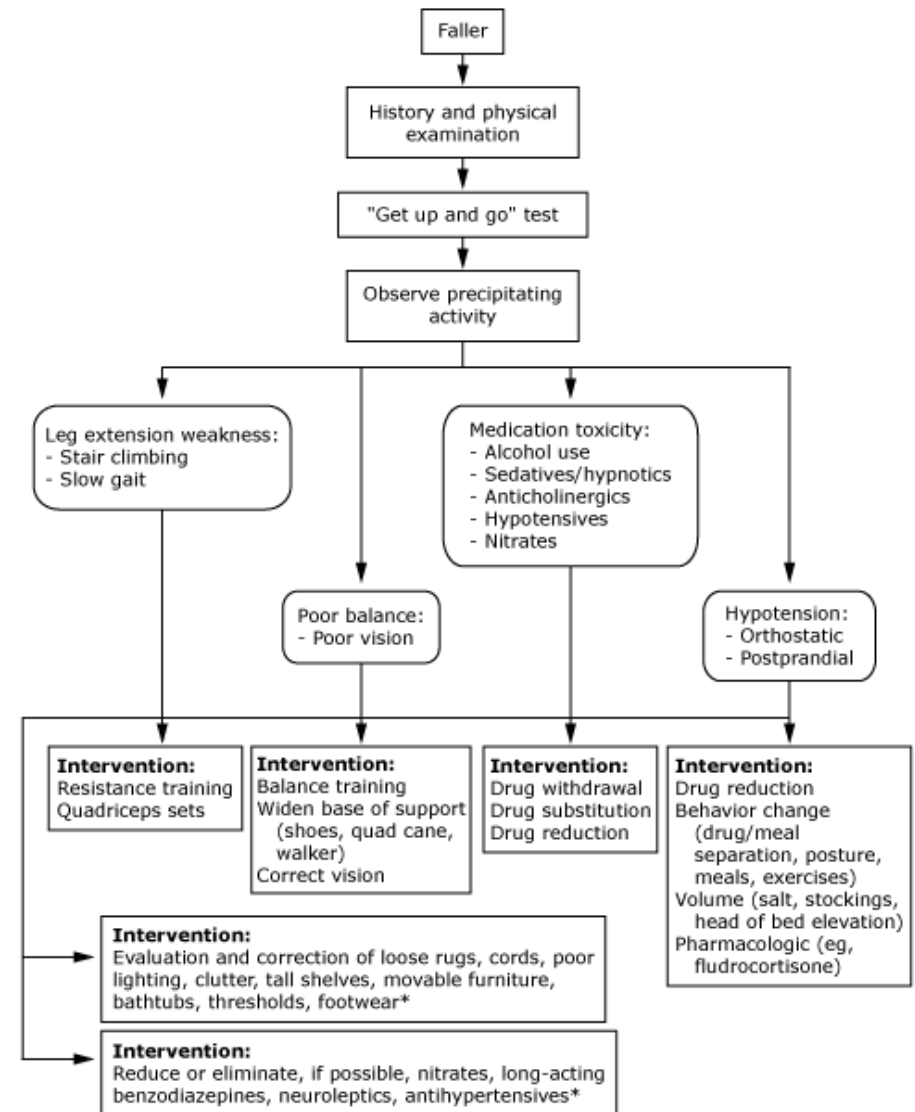 Faller
History and physical
examination
"Get up and go" test
Observe precipitating
activity
Leg extension weakness:
- Stair climbing
- Slow gait
Poor balance:
- Poor vision
Medication toxicity:
- Alcohol use
- Sedatives/hypnotics
- Anticholinergics
- Hypotensives
- Nitrates
Hypotension:
- Orthostatic
- Postprandial
Intervention:
Resistance training
Quadriceps sets
Intervention:
Balance training
Widen base of support
(shoes, quad cane,
walker)
Correct vision
Intervention:
Drug withdrawal
Drug substitution
Drug reduction
Intervention:
Drug reduction
Behavior change
(drug/meal
separation, posture,
meals, exercises)
Volume (salt, stockings,
head of bed elevation)
Pharmacologic (eg,
fludrocortisone)
Intervention:
Evaluation and correction of loose rugs, cords, poor
lighting, clutter, tall shelves, movable furniture,
bathtubs, thresholds, footwear*
Intervention:
Reduce or eliminate, if possible, nitrates, long-acting
benzodiazepines, neuroleptics, antihypertensives*